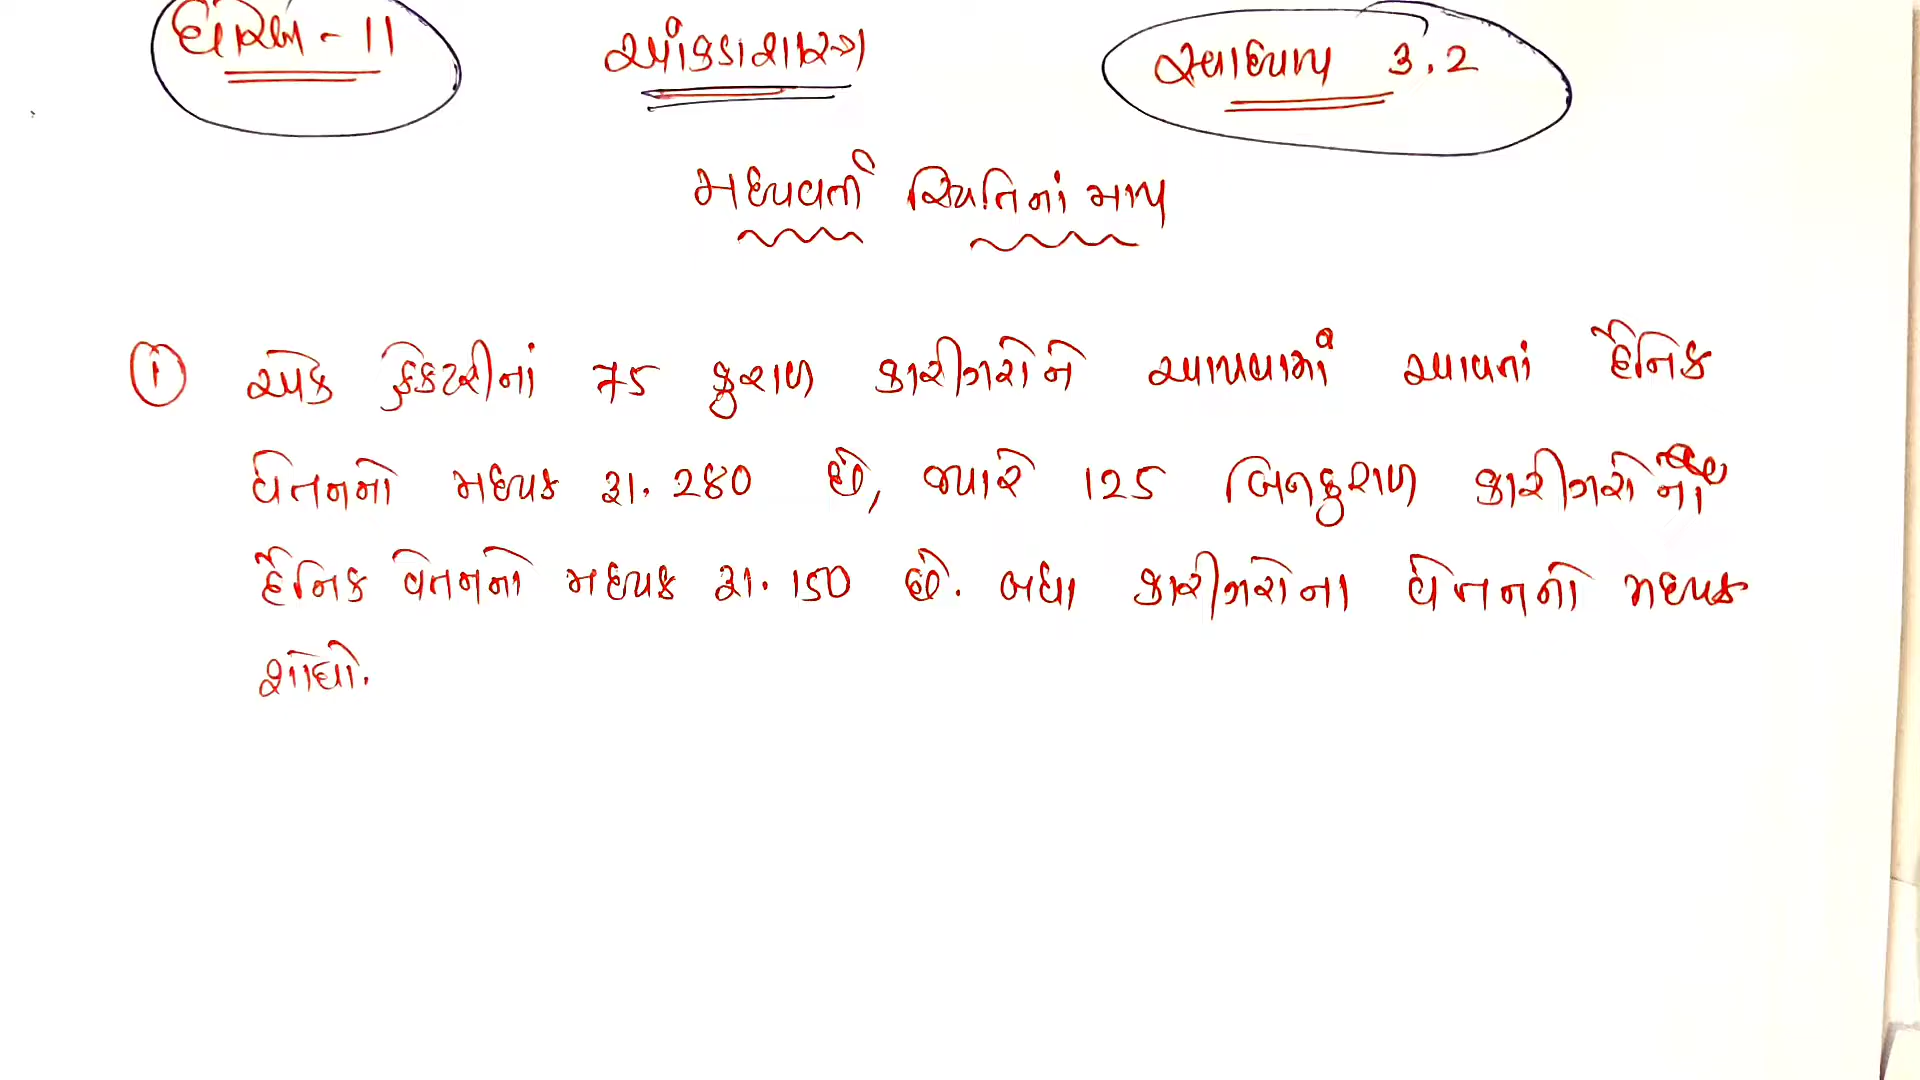 ધોરણ - 11
આંકડાશાસ્ત્ર
સ્વાધ્યાય 3.2
મધ્યવર્તી સ્થિતિનાં માપ
① એક ફેક્ટરીનાં 75 કુશળ કારીગરોને આપવામાં આવતાં દૈનિક
વેતનનો મધ્યક રૂા. 280 છે, જ્યારે 125 બિનકુશળ કારીગરોનાં
દૈનિક વેતનનો મધ્યક રૂા. 150 છે. બધા કારીગરોના વેતનનો મધ્યક
શોધો.